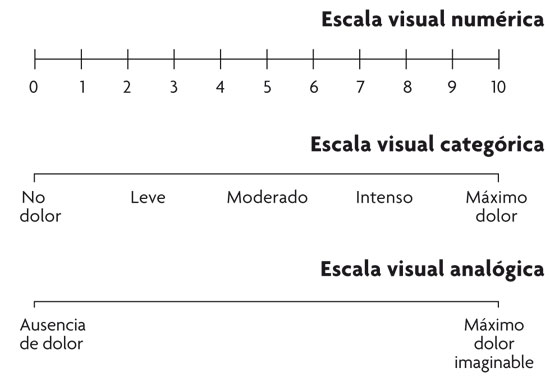 Escala visual numérica
0 1 2 3 4 5 6 7 8 9 10
Escala visual categórica
No dolor Leve Moderado Intenso Máximo dolor
Escala visual analógica
Ausencia de dolor
Máximo dolor imaginable